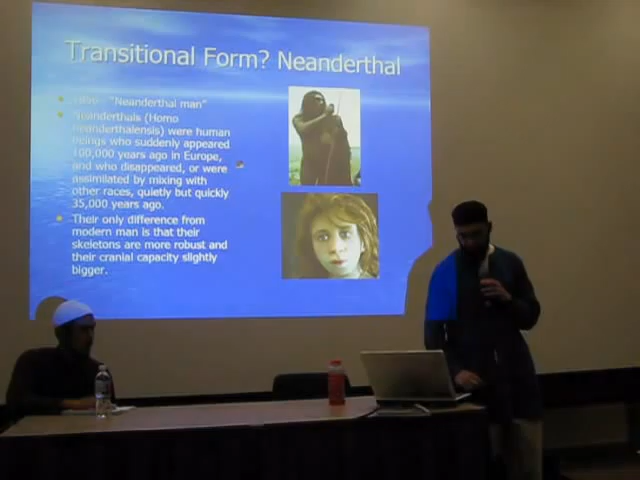 Transitional Form? Neanderthal
1856 "Neanderthal man"
Neanderthals (Homo
neanderthalensis) were human
beings who suddenly appeared
100,000 years ago in Europe,
and who disappeared, or were
assimilated by mixing with
other races, quietly but quickly
35,000 years ago.
Their only difference from
modern man is that their
skeletons are more robust and
their cranial capacity slightly
bigger.